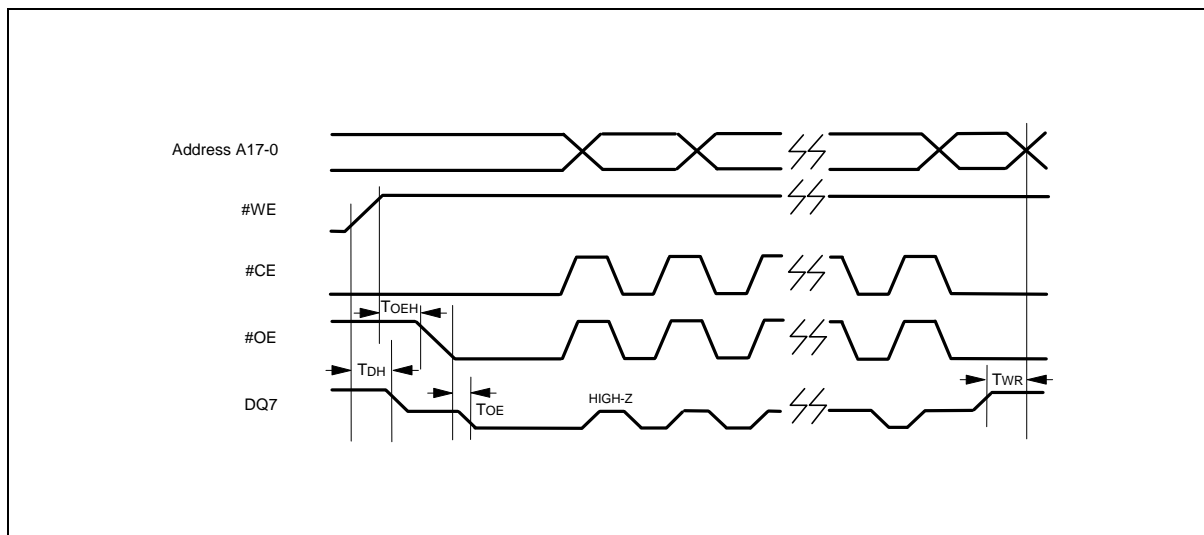 Address A17-0
#WE
#CE
TOEH
#OE
TDH
TWR
DQ7
TOE
HIGH-Z